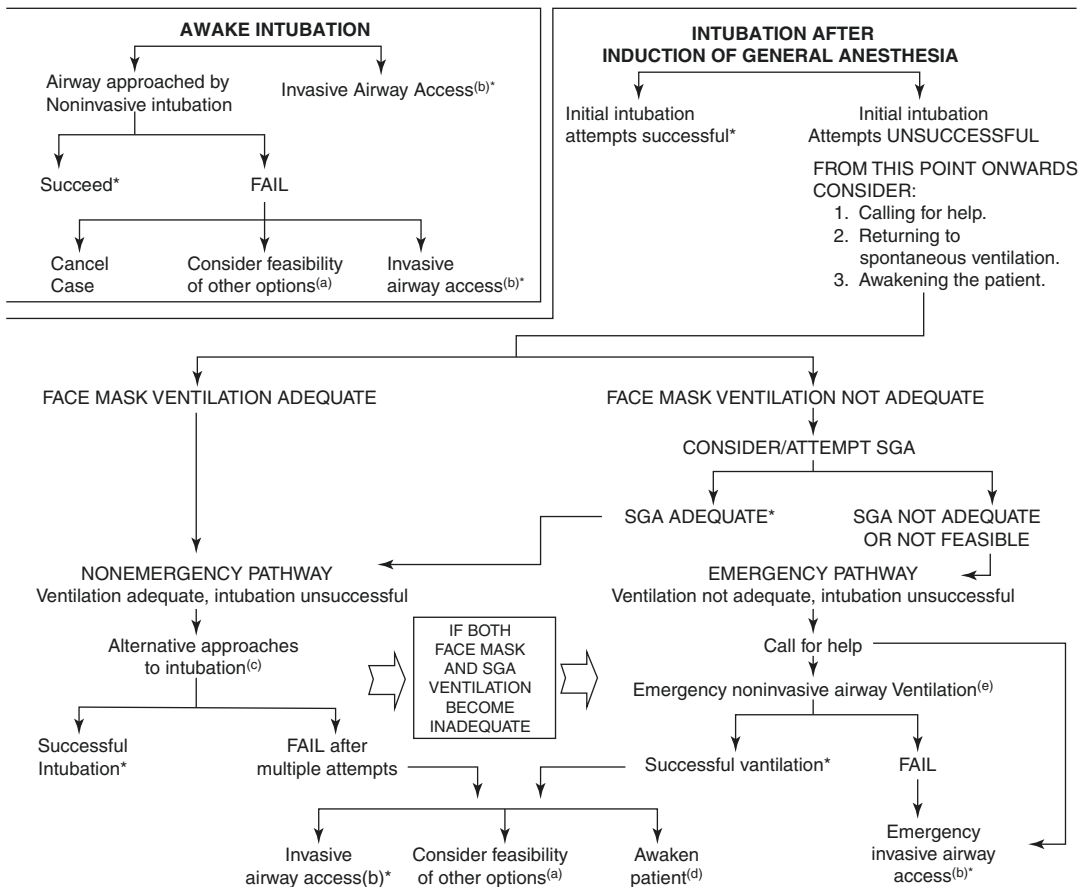 AWAKE INTUBATION
Airway approached by
Noninvasive intubation
Invasive Airway Access(b)*
Succeed*
FAIL
Cancel
Case
Consider feasibility
of other options(a)
Invasive
airway access(b)*
INTUBATION AFTER
INDUCTION OF GENERAL ANESTHESIA
Initial intubation
attempts successful*
Initial intubation
Attempts UNSUCCESSFUL
FROM THIS POINT ONWARDS
CONSIDER:
1. Calling for help.
2. Returning to
spontaneous ventilation.
3. Awakening the patient.
FACE MASK VENTILATION ADEQUATE
FACE MASK VENTILATION NOT ADEQUATE
CONSIDER/ATTEMPT SGA
SGA ADEQUATE*
SGA NOT ADEQUATE
OR NOT FEASIBLE
NONEMERGENCY PATHWAY
Ventilation adequate, intubation unsuccessful
EMERGENCY PATHWAY
Ventilation not adequate, intubation unsuccessful
Alternative approaches
to intubation(c)
IF BOTH
FACE MASK
AND SGA
VENTILATION
BECOME
INADEQUATE
Call for help
Emergency noninvasive airway Ventilation(e)
Successful
Intubation*
FAIL after
multiple attempts
Successful vantilation*
FAIL
Invasive
airway access(b)*
Consider feasibility
of other options(a)
Awaken
patient(d)
Emergency
invasive airway
access(b)*